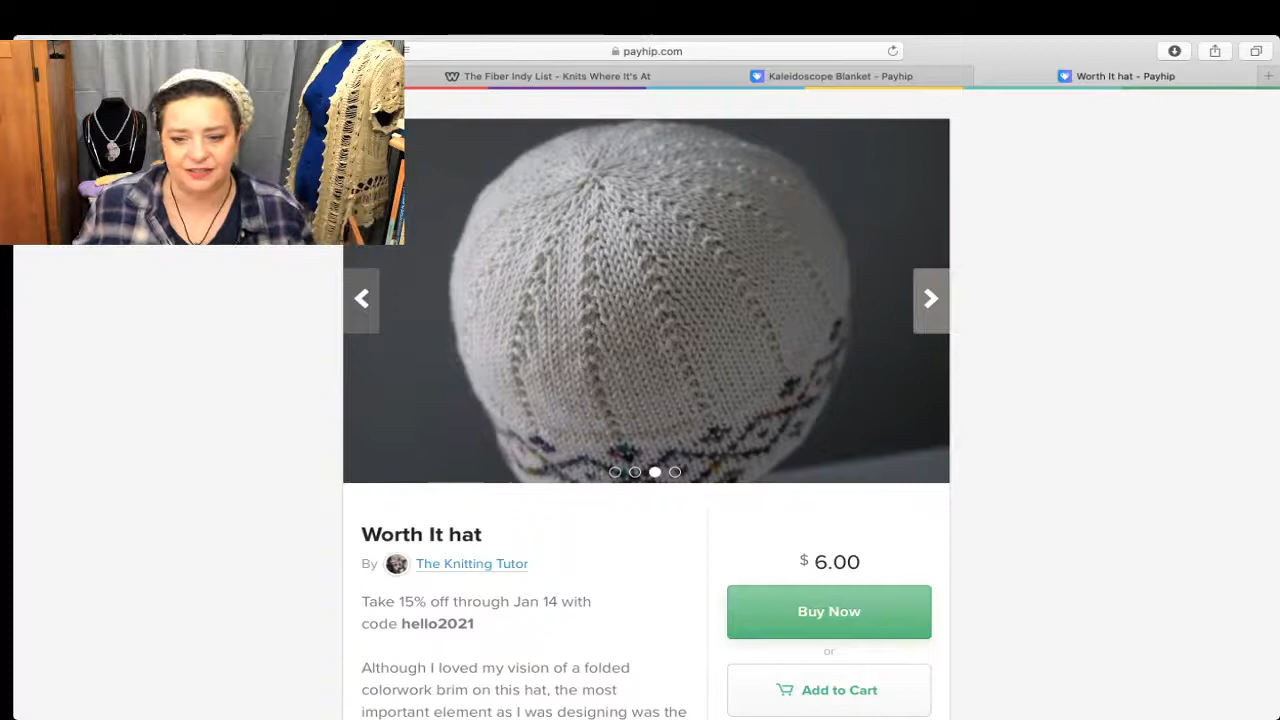 payhip.com
The Fiber Indy List - Knits Where It's At
Kaleidoscope Blanket - Payhip
Worth It hat - Payhip
Worth It hat
By The Knitting Tutor
Take 15% off through Jan 14 with
code hello2021
Although I loved my vision of a folded
colorwork brim on this hat, the most
important element as I was designing was the
$ 6.00
Buy Now
or
Add to Cart